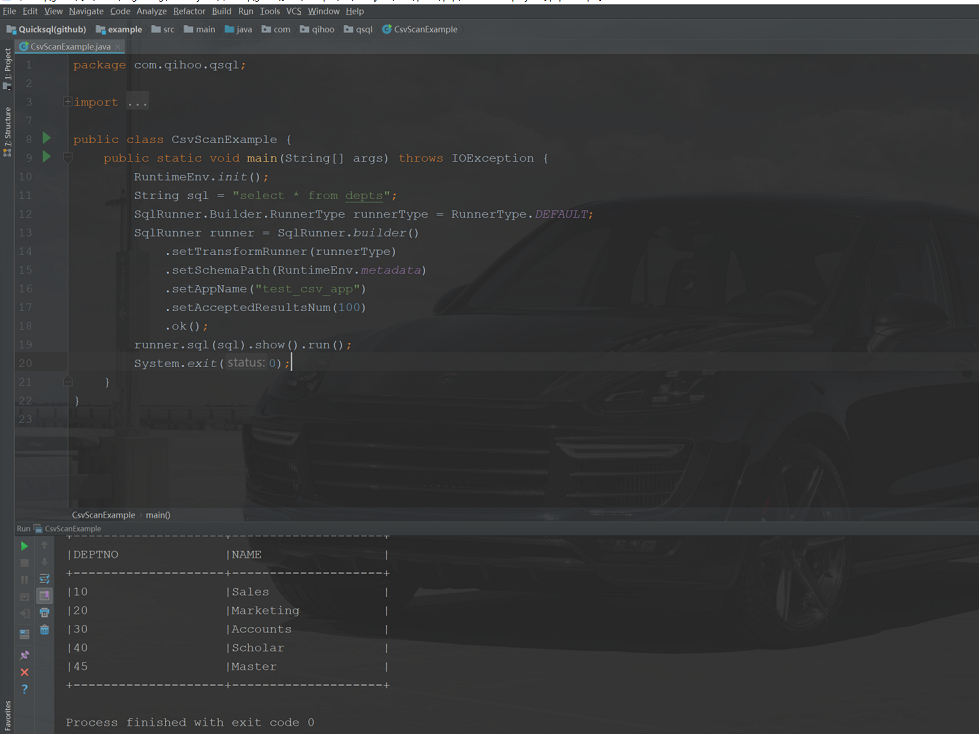 File Edit View Navigate Code Analyze Refactor Build Run Tools VCS Window Help
Quicksql(github) example src main java com qihoo qsql CsvScanExample
CsvScanExample.java
1: Project
7: Structure
1 package com.qihoo.qsql;
2
3 import ...
7
8 public class CsvScanExample {
9 public static void main(String[] args) throws IOException {
10 RuntimeEnv.init();
11 String sql = "select * from depts";
12 SqlRunner.Builder.RunnerType runnerType = RunnerType.DEFAULT;
13 SqlRunner runner = SqlRunner.builder()
14 .setTransformRunner(runnerType)
15 .setSchemaPath(RuntimeEnv.metadata)
16 .setAppName("test_csv_app")
17 .setAcceptedResultsNum(100)
18 .ok();
19 runner.sql(sql).show().run();
20 System.exit( status: 0);
21 }
22 }
23
CsvScanExample › main()
Run CsvScanExample
+--------------------+--------------------+
|DEPTNO |NAME |
+--------------------+--------------------+
|10 |Sales |
|20 |Marketing |
|30 |Accounts |
|40 |Scholar |
|45 |Master |
+--------------------+--------------------+
Process finished with exit code 0
Favorites